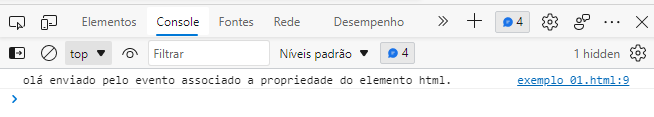 Elementos Console Fontes Rede Desempenho 4
top Filtrar Níveis padrão 4 1 hidden
olá enviado pelo evento associado a propriedade do elemento html. exemplo 01.html:9